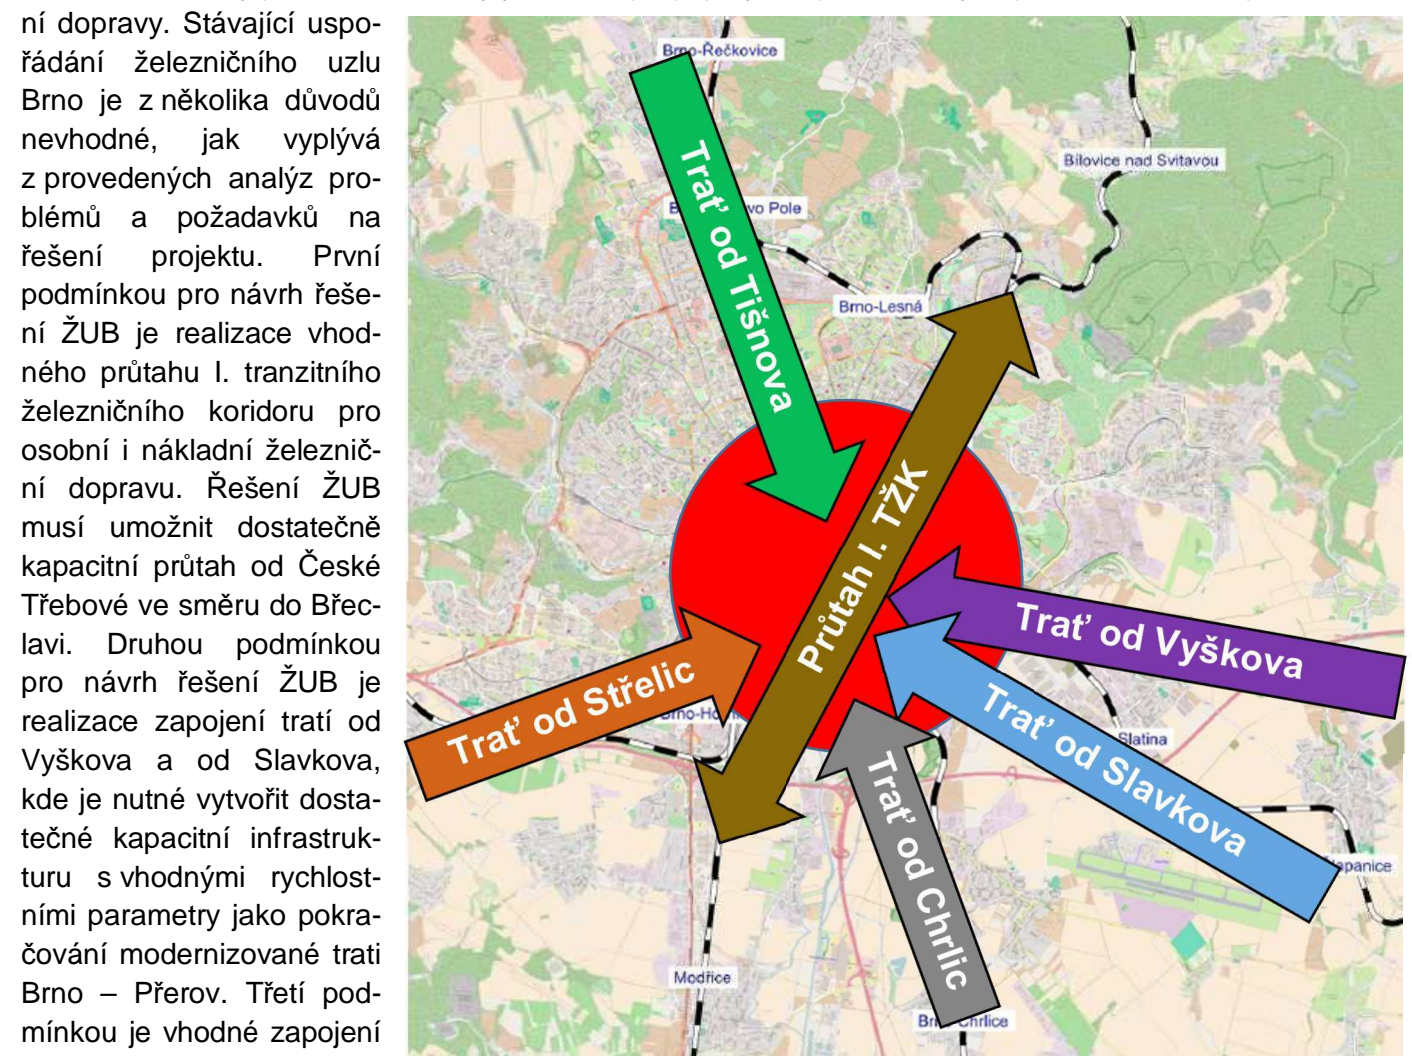 ní dopravy. Stávající uspo-
řádání železničního uzlu
Brno je z několika důvodů
nevhodné, jak vyplývá
z provedených analýz pro-
blémů a požadavků na
řešení projektu. První
podmínkou pro návrh řeše-
ní ŽUB je realizace vhod-
ného průtahu I. tranzitního
železničního koridoru pro
osobní i nákladní želznič-
ní dopravu. Řešení ŽUB
musí umožnit dostatečně
kapacitní průtah od České
Třebové ve směru do Břec-
lavi. Druhou podmínkou
pro návrh řešení ŽUB je
realizace zapojení tratí od
Vyškova a od Slavkova,
kde je nutné vytvořit dosta-
tečné kapacitní infrastruk-
turu s vhodnými rychlost-
ními parametry jako pokra-
čování modernizované trati
Brno – Přerov. Třetí pod-
mínkou je vhodné zapojení
Brno-Řečkovice
Bílovice nad Svitavou
vo Pole
Trať od Tišnova
Brno-Lesná
Průtah I. TŽK
Trať od Vyškova
Trať od Střelic
Trať od Slavkova
Slatina
Trať od Chrlic
apanice
Modřice
Chrlice